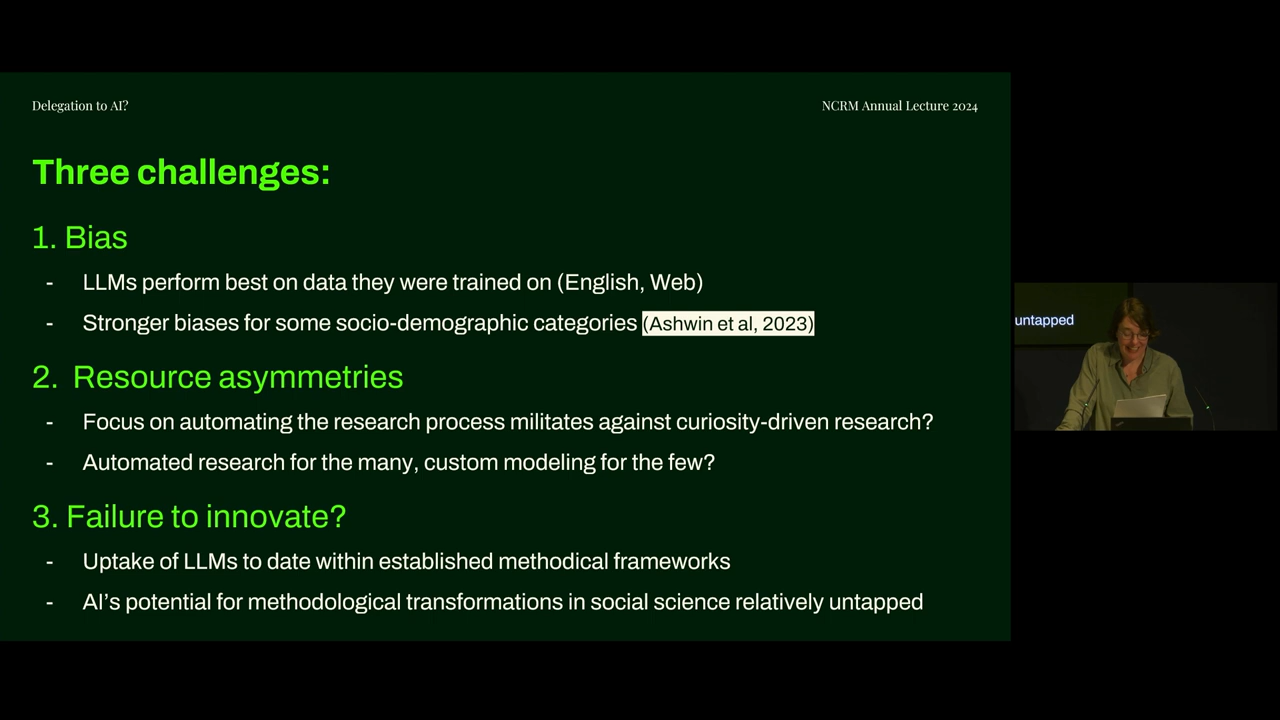 Delegation to AI?
NCRM Annual Lecture 2024
Three challenges:
1. Bias
- LLMs perform best on data they were trained on (English, Web)
- Stronger biases for some socio-demographic categories (Ashwin et al, 2023)
2. Resource asymmetries
- Focus on automating the research process militates against curiosity-driven research?
- Automated research for the many, custom modeling for the few?
3. Failure to innovate?
- Uptake of LLMs to date within established methodical frameworks
- AI’s potential for methodological transformations in social science relatively untapped
untapped